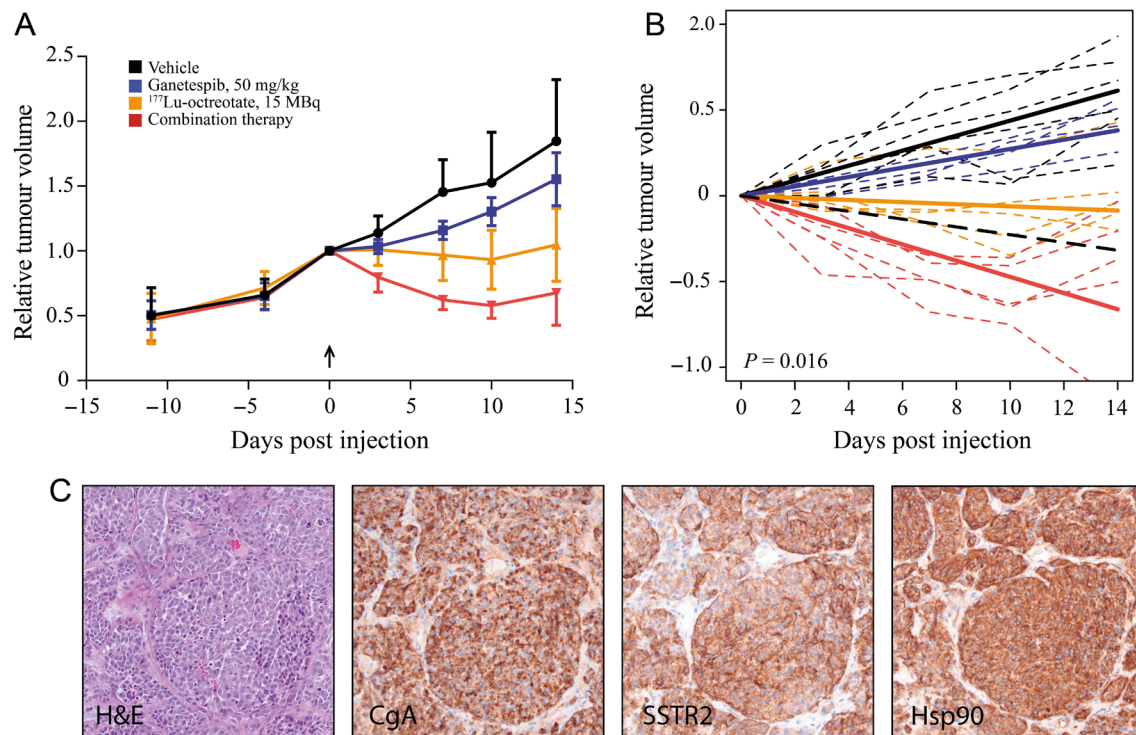 A
Relative tumour volume
2.5
2.0
1.5
1.0
0.5
0
Vehicle
Ganetespib, 50 mg/kg
¹⁷⁷Lu-octreotate, 15 MBq
Combination therapy
−15 −10 −5 0 5 10 15
Days post injection
B
Relative tumour volume
2.0
0.5
0
−0.5
−1.0
P = 0.016
0 2 4 6 8 10 12 14
Days post injection
C
H&E
CgA
SSTR2
Hsp90